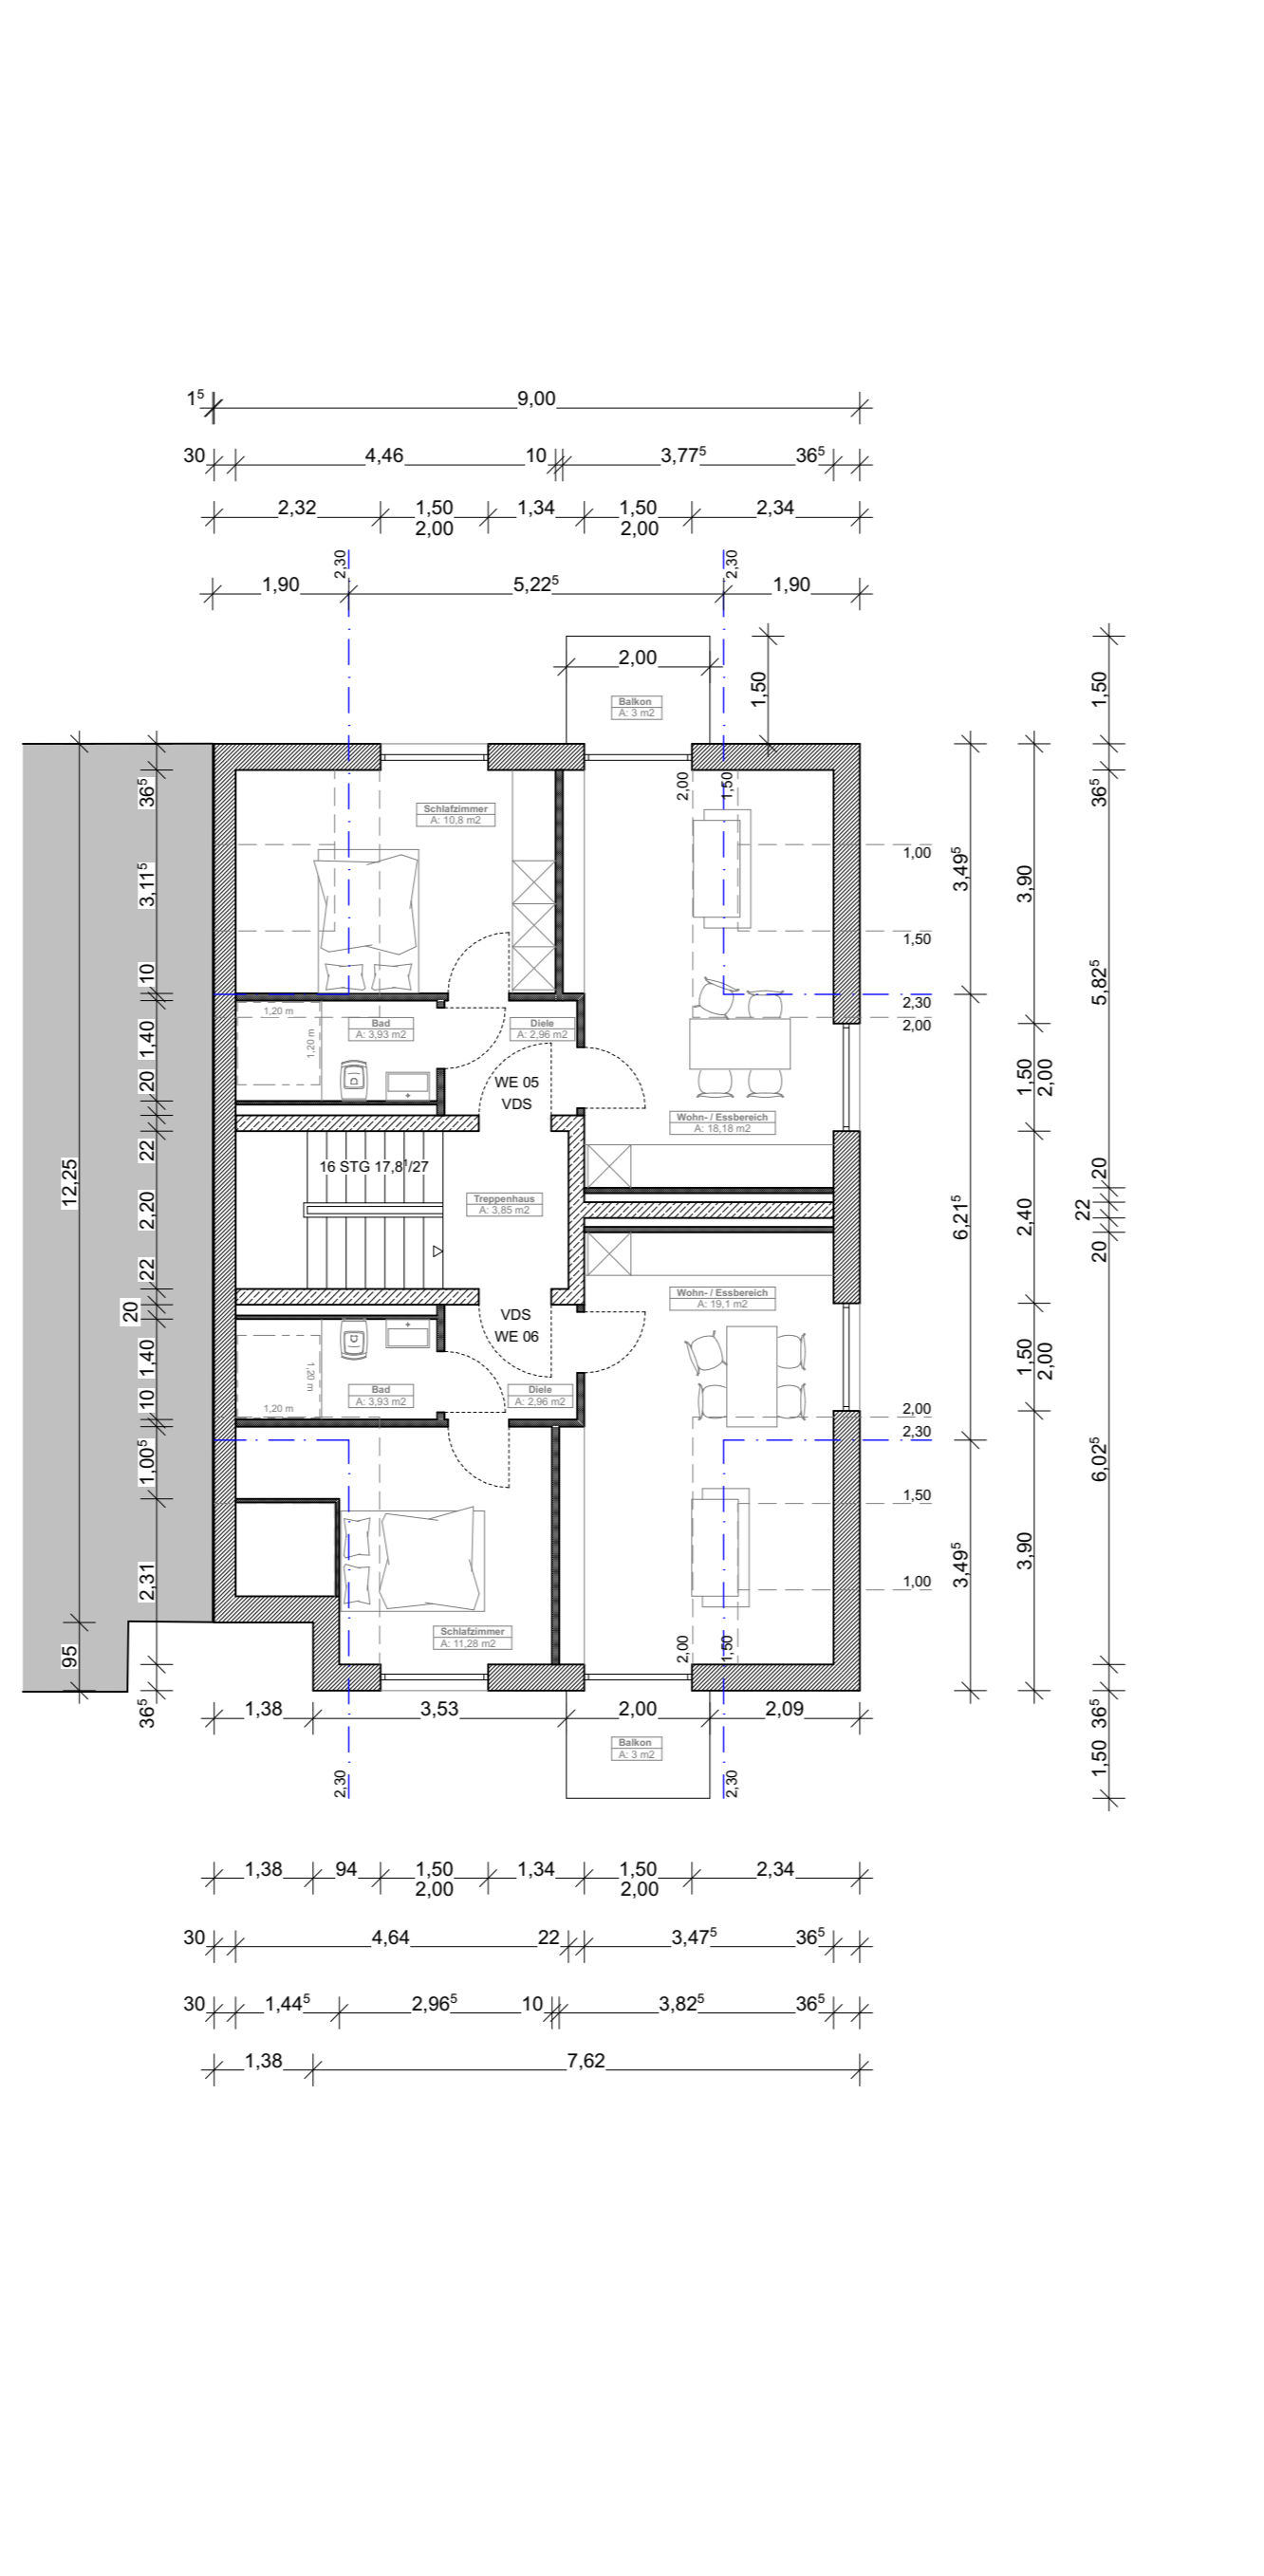 1⁵ 9,00
30 4,46 10 3,77⁵ 36⁵
2,32 1,50 1,34 1,50 2,34
2,00 2,00
2,30 2,30
1,90 5,22⁵ 1,90
2,00
1,50
1,50
Balkon
A: 3 m2
36⁵
2,00
1,50
36⁵
Schlafzimmer
A: 10,8 m2
1,00
3,49⁵
3,90
3,11⁵
1,50
10
5,82⁵
2,30
2,00
1,20 m
1,20 m
Bad
A: 3,93 m2
Diele
A: 2,96 m2
1,40
20
WE 05
VDS
1,50
2,00
Wohn- / Essbereich
A: 18,18 m2
22
12,25
16 STG 17,8¹/27
20
Treppenhaus
A: 3,85 m2
2,20
22
6,21⁵
2,40
20
22
20
VDS
WE 06
Wohn- / Essbereich
A: 19,1 m2
1,40
1,50
2,00
1,20 m
1,20 m
Bad
A: 3,93 m2
Diele
A: 2,96 m2
10
2,00
2,30
1,00⁵
6,02⁵
1,50
2,31
1,00
3,49⁵
3,90
Schlafzimmer
A: 11,28 m2
2,00
1,50
95
36⁵
1,38 3,53 2,00 2,09
36⁵
Balkon
A: 3 m2
1,50
2,30 2,30
1,38 94 1,50 1,34 1,50 2,34
2,00 2,00
30 4,64 22 3,47⁵ 36⁵
30 1,44⁵ 2,96⁵ 10 3,82⁵ 36⁵
1,38 7,62